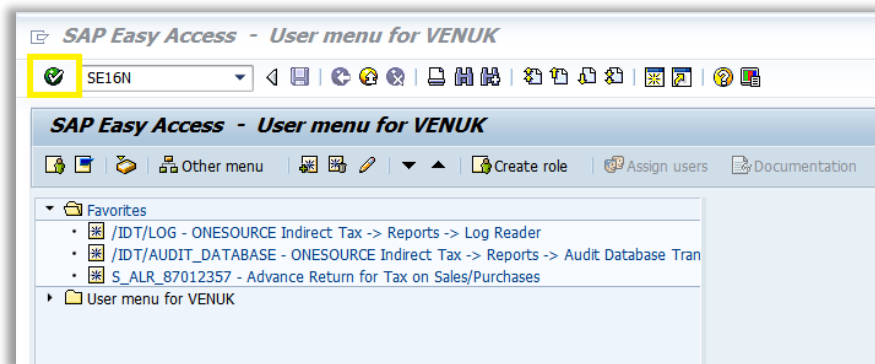 SAP Easy Access - User menu for VENUK
SE16N
SAP Easy Access - User menu for VENUK
Other menu Create role Assign users Documentation
Favorites
/IDT/LOG - ONESOURCE Indirect Tax -> Reports -> Log Reader
/IDT/AUDIT_DATABASE - ONESOURCE Indirect Tax -> Reports -> Audit Database Tran
S_ALR_87012357 - Advance Return for Tax on Sales/Purchases
User menu for VENUK